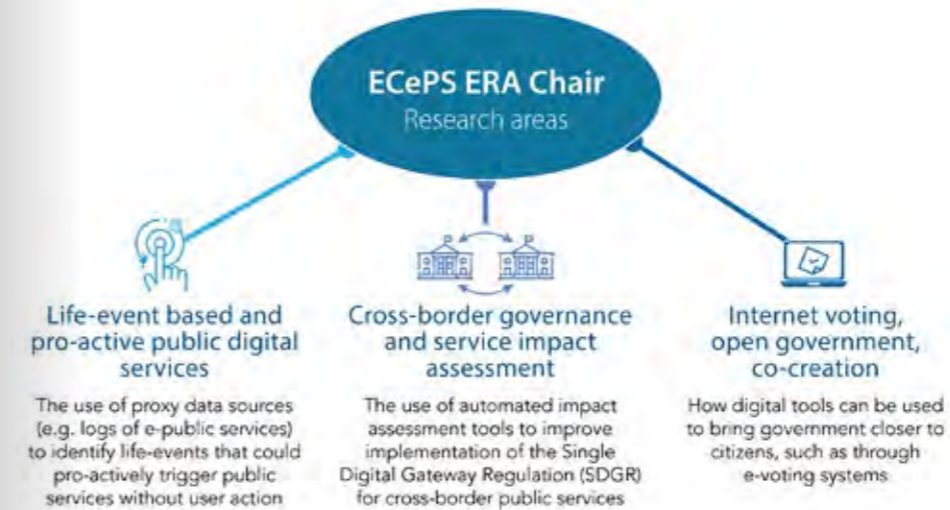 ECePS ERA Chair
Research areas
Life-event based and
pro-active public digital
services
The use of proxy data sources
(e.g. logs of e-public services)
to identify life-events that could
pro-actively trigger public
services without user action
Cross-border governance
and service impact
assessment
The use of automated impact
assessment tools to improve
implementation of the Single
Digital Gateway Regulation (SDGR)
for cross-border public services
Internet voting,
open government,
co-creation
How digital tools can be used
to bring government closer to
citizens, such as through
e-voting systems